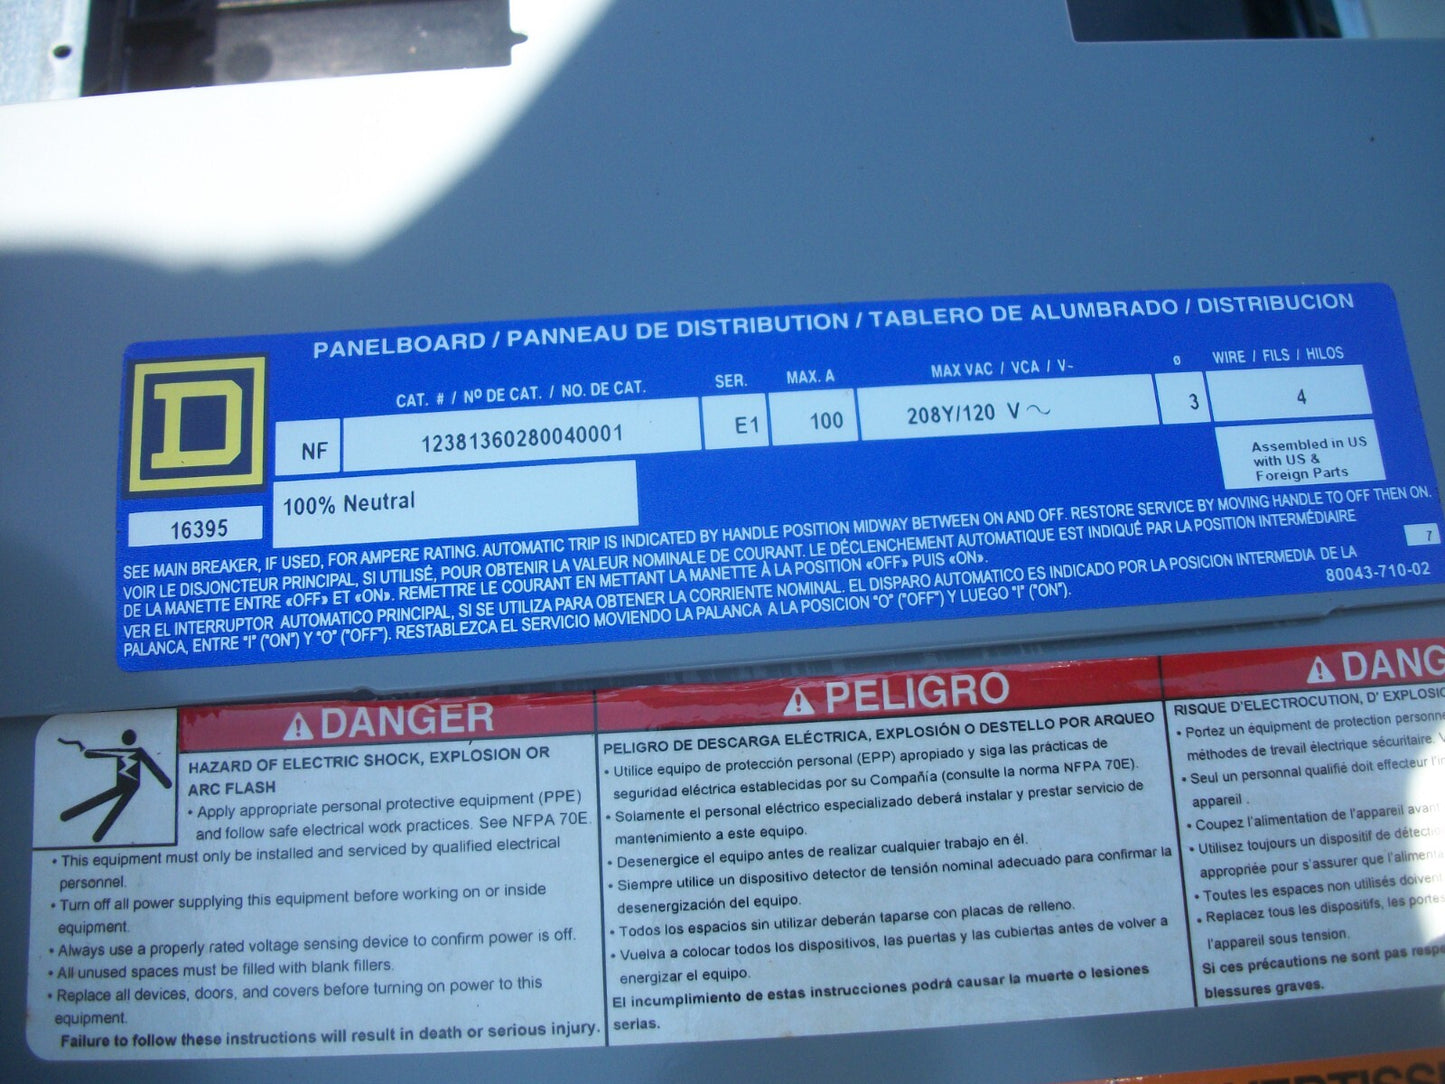 PANELBOARD / PANNEAU DE DISTRIBUTION / TABLERO DE ALUMBRADO / DISTRIBUCION
D
CAT. # / Nº DE CAT. / NO. DE CAT.
SER.
MAX. A
MAX VAC / VCA / V~
ø
WIRE / FILS / HILOS
NF
12381360280040001
E1
100
208Y/120 V ~
3
4
100% Neutral
Assembled in US
with US &
Foreign Parts
16395
SEE MAIN BREAKER, IF USED, FOR AMPERE RATING. AUTOMATIC TRIP IS INDICATED BY HANDLE POSITION MIDWAY BETWEEN ON AND OFF. RESTORE SERVICE BY MOVING HANDLE TO OFF THEN ON.
VOIR LE DISJONCTEUR PRINCIPAL, SI UTILISÉ, POUR OBTENIR LA VALEUR NOMINALE DE COURANT. LE DÉCLENCHEMENT AUTOMATIQUE EST INDIQUÉ PAR LA POSITION INTERMÉDIAIRE
DE LA MANETTE ENTRE «OFF» ET «ON». REMETTRE LE COURANT EN METTANT LA MANETTE À LA POSITION «OFF» PUIS «ON».
VER EL INTERRUPTOR AUTOMATICO PRINCIPAL, SI SE UTILIZA PARA OBTENER LA CORRIENTE NOMINAL. EL DISPARO AUTOMATICO ES INDICADO POR LA POSICION INTERMEDIA DE LA
PALANCA, ENTRE "I" ("ON") Y "O" ("OFF"). RESTABLEZCA EL SERVICIO MOVIENDO LA PALANCA A LA POSICION "O" ("OFF") Y LUEGO "I" ("ON").
7
80043-710-02
DANGER
HAZARD OF ELECTRIC SHOCK, EXPLOSION OR
ARC FLASH
• Apply appropriate personal protective equipment (PPE)
and follow safe electrical work practices. See NFPA 70E.
• This equipment must only be installed and serviced by qualified electrical
personnel.
• Turn off all power supplying this equipment before working on or inside
equipment.
• Always use a properly rated voltage sensing device to confirm power is off.
• All unused spaces must be filled with blank fillers.
• Replace all devices, doors, and covers before turning on power to this
equipment.
Failure to follow these instructions will result in death or serious injury.
PELIGRO
PELIGRO DE DESCARGA ELÉCTRICA, EXPLOSIÓN O DESTELLO POR ARQUEO
• Utilice equipo de protección personal (EPP) apropiado y siga las prácticas de
seguridad eléctrica establecidas por su Compañía (consulte la norma NFPA 70E).
• Solamente el personal eléctrico especializado deberá instalar y prestar servicio de
mantenimiento a este equipo.
• Desenergice el equipo antes de realizar cualquier trabajo en él.
• Siempre utilice un dispositivo detector de tensión nominal adecuado para confirmar la
desenergización del equipo.
• Todos los espacios sin utilizar deberán taparse con placas de relleno.
• Vuelva a colocar todos los dispositivos, las puertas y las cubiertas antes de volver a
energizar el equipo.
El incumplimiento de estas instrucciones podrá causar la muerte o lesiones
serias.
DANG
RISQUE D'ELECTROCUTION, D' EXPLOSIO
• Portez un équipement de protection personn
méthodes de travail électrique sécuritaire. V
• Seul un personnal qualifié doit effectuer l'in
appareil .
• Coupez l'alimentation de l'appareil avan
• Utilisez toujours un dispositif de détectio
appropriée pour s'assurer que l'alimenta
• Toutes les espaces non utilisés doivent
• Replacez tous les dispositifs, les porte
l'appareil sous tension.
Si ces précautions ne sont pas respe
blessures graves.